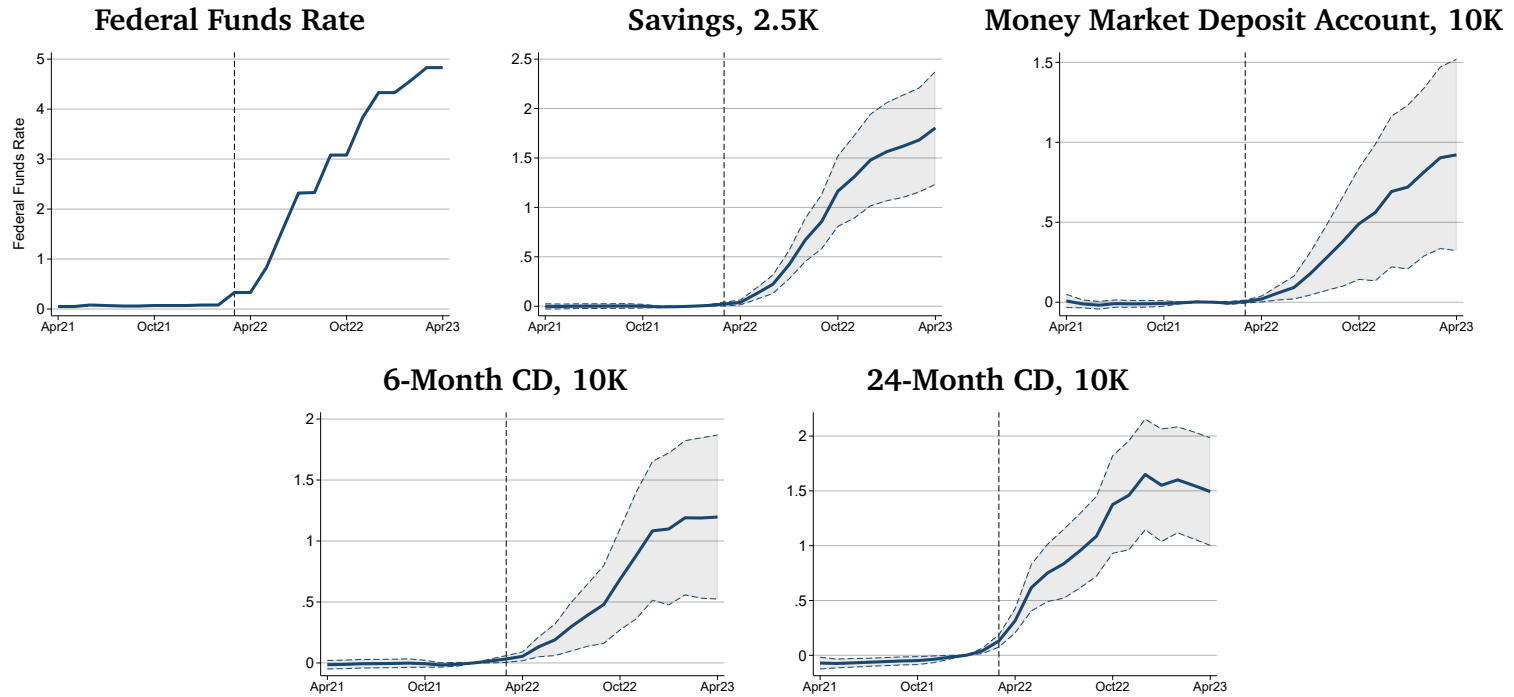 Federal Funds Rate
Federal Funds Rate
5
4
3
2
1
0
Apr21 Oct21 Apr22 Oct22 Apr23
Savings, 2.5K
2.5
2
1.5
1
.5
0
Apr21 Oct21 Apr22 Oct22 Apr23
Money Market Deposit Account, 10K
1.5
1
.5
0
Apr21 Oct21 Apr22 Oct22 Apr23
6-Month CD, 10K
2
1.5
1
.5
0
Apr21 Oct21 Apr22 Oct22 Apr23
24-Month CD, 10K
2
1.5
1
.5
0
Apr21 Oct21 Apr22 Oct22 Apr23